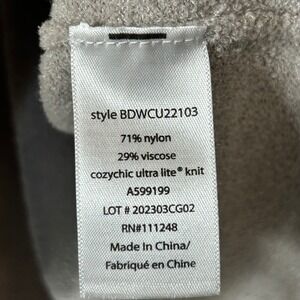 style BDWCU22103
71% nylon
29% viscose
cozychic ultra lite® knit
A599199
LOT # 202303CG02
RN#111248
Made In China/
Fabriqué en Chine